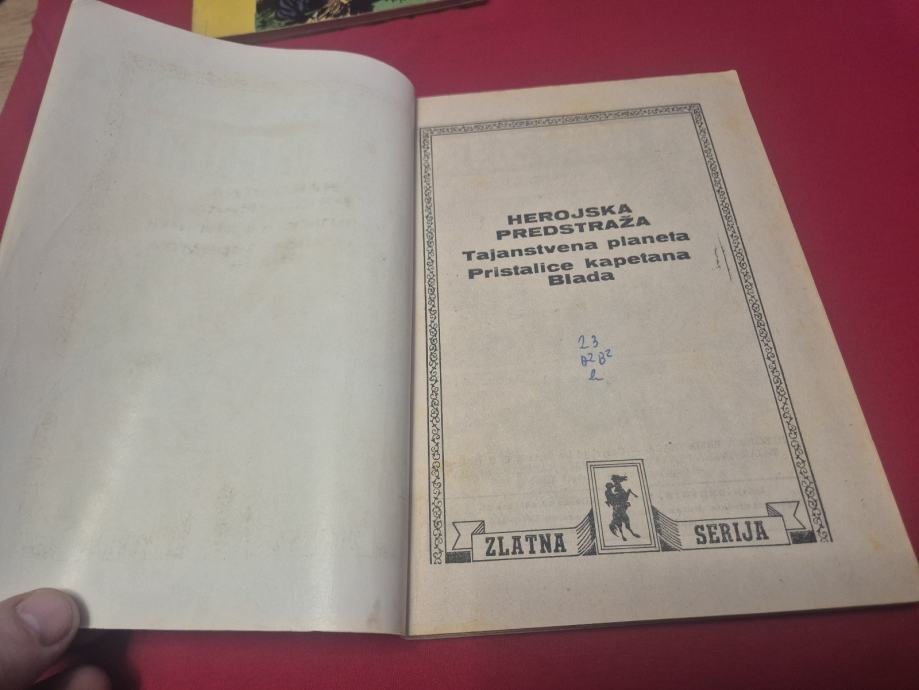 HEROJSKA
PREDSTRAŽA
Tajanstvena planeta
Pristalice kapetana
Blada
23
ZLATNA SERIJA